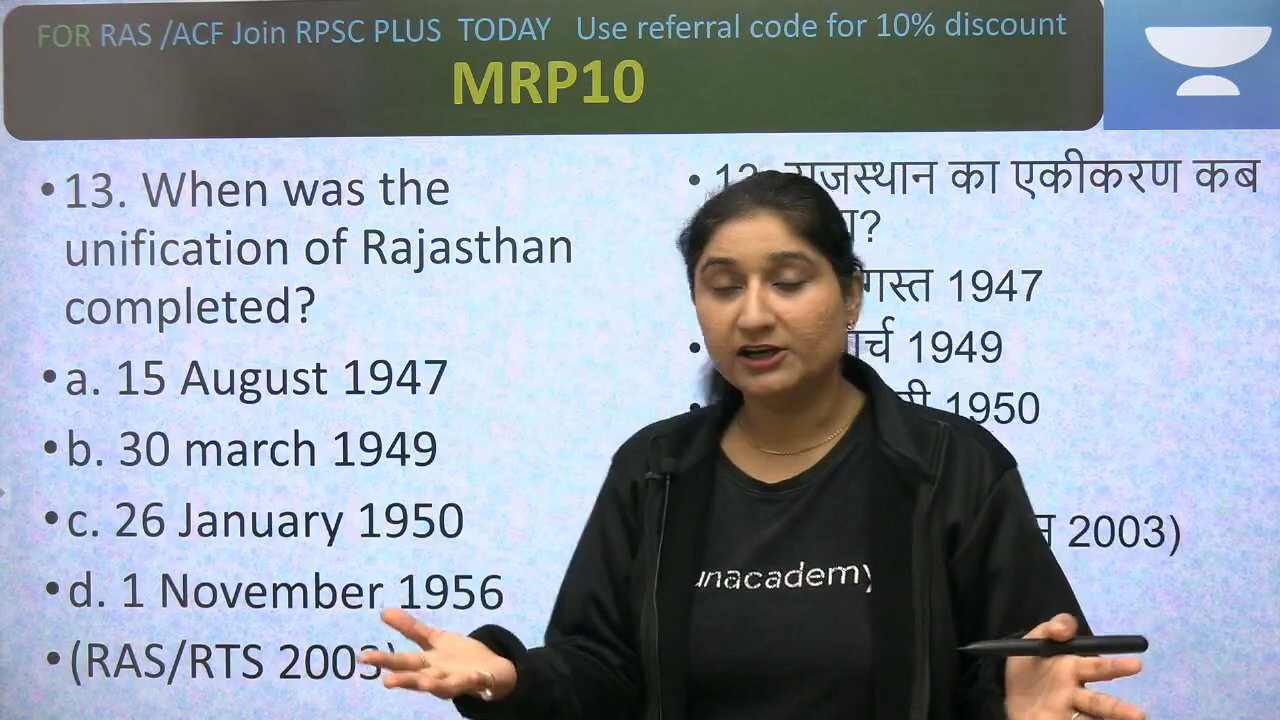 FOR RAS /ACF Join RPSC PLUS TODAY Use referral code for 10% discount
MRP10
•13. When was the
unification of Rajasthan
completed?
•a. 15 August 1947
•b. 30 march 1949
•c. 26 January 1950
•d. 1 November 1956
•(RAS/RTS 2003)
• राजस्थान का एकीकरण कब
?
1947
• 1949
• 1950
2003)
unacademy